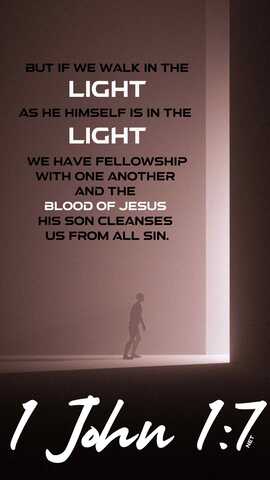 BUT IF WE WALK IN THE
LIGHT
AS HE HIMSELF IS IN THE
LIGHT
WE HAVE FELLOWSHIP
WITH ONE ANOTHER
AND THE
BLOOD OF JESUS
HIS SON CLEANSES
US FROM ALL SIN.
1 John 1:7
NET